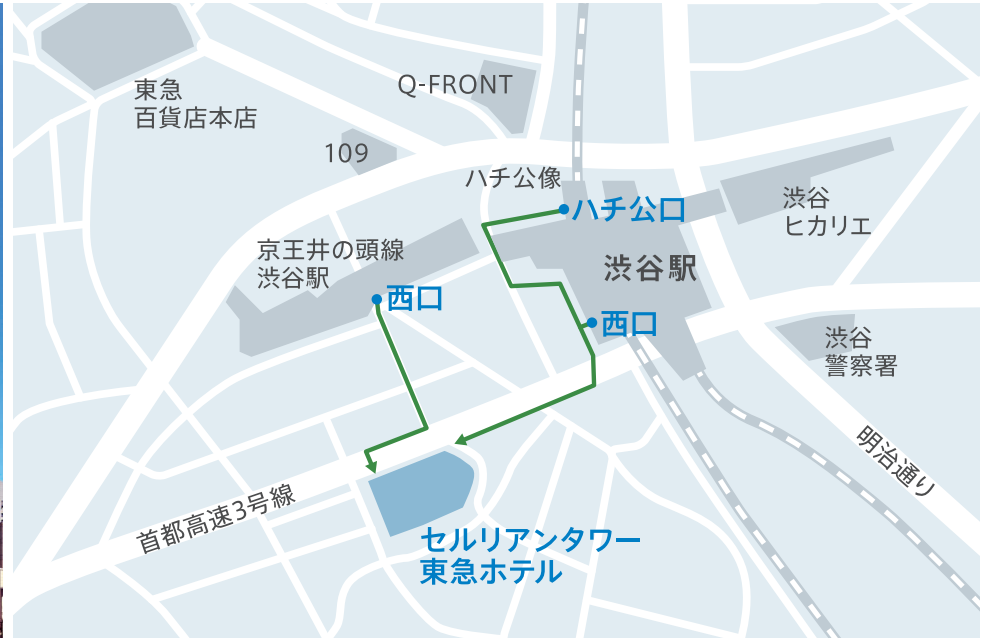 東急
百貨店本店
Q-FRONT
109
ハチ公像
ハチ公口
渋谷
ヒカリエ
京王井の頭線
渋谷駅
渋谷駅
西口
西口
渋谷
警察署
明治通り
首都高速3号線
セルリアンタワー
東急ホテル